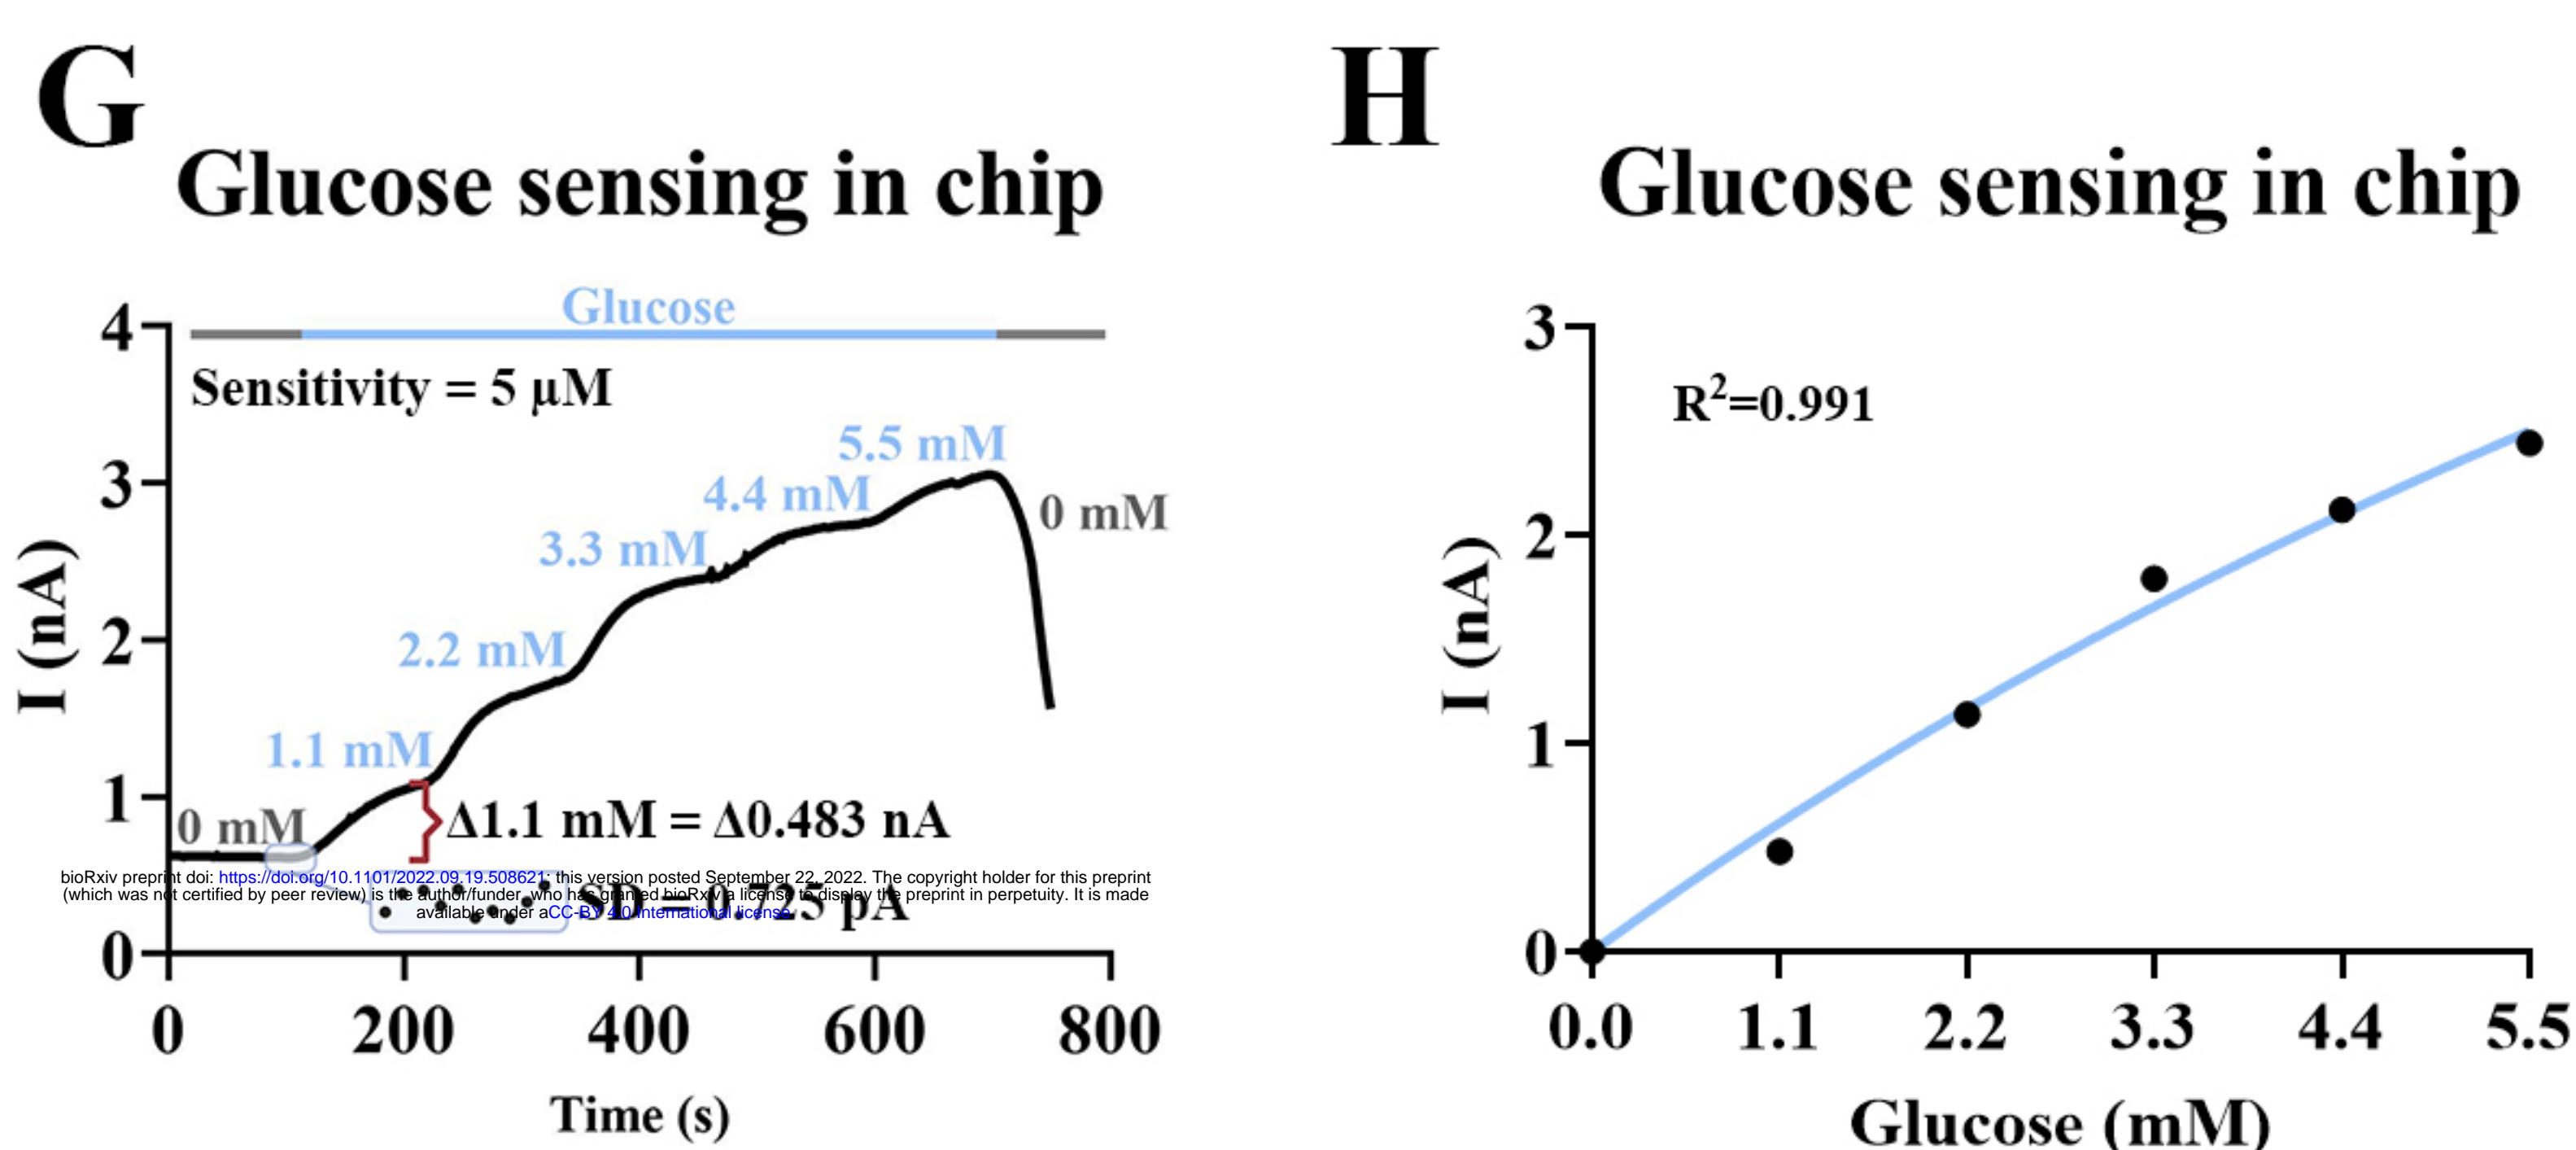 G
Glucose sensing in chip
Glucose
4
Sensitivity = 5 μM
5.5 mM
3
4.4 mM
0 mM
3.3 mM
I (nA)
2
2.2 mM
1.1 mM
1
0 mM
Δ1.1 mM = Δ0.483 nA
bioRxiv preprint doi: https://doi.org/10.1101/2022.09.19.508621; this version posted September 22, 2022. The copyright holder for this preprint
(which was not certified by peer review) is the author/funder, who has granted bioRxiv a license to display the preprint in perpetuity. It is made
available under aCC-BY 4.0 International license.
SD = 0.725 pA
0
0 200 400 600 800
Time (s)
H
Glucose sensing in chip
3
R²=0.991
2
I (nA)
1
0
0.0 1.1 2.2 3.3 4.4 5.5
Glucose (mM)